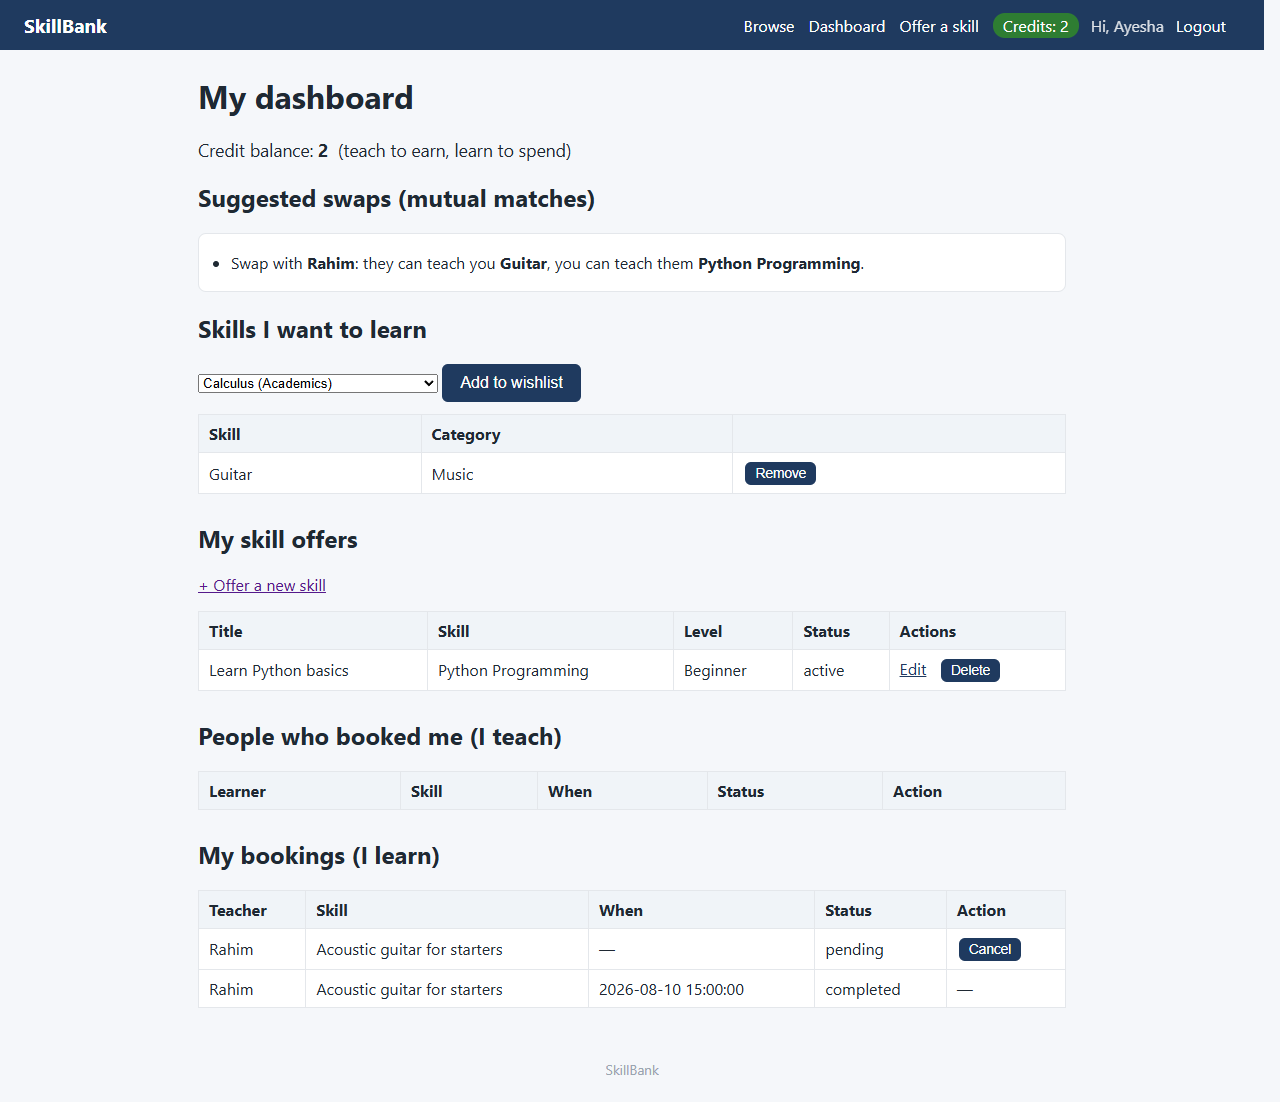 SkillBank Browse Dashboard Offer a skill Credits: 2 Hi, Ayesha Logout
My dashboard
Credit balance: 2 (teach to earn, learn to spend)
Suggested swaps (mutual matches)
• Swap with Rahim: they can teach you Guitar, you can teach them Python Programming.
Skills I want to learn
Calculus (Academics) Add to wishlist
Skill Category
Guitar Music Remove
My skill offers
+ Offer a new skill
Title Skill Level Status Actions
Learn Python basics Python Programming Beginner active Edit Delete
People who booked me (I teach)
Learner Skill When Status Action
My bookings (I learn)
Teacher Skill When Status Action
Rahim Acoustic guitar for starters — pending Cancel
Rahim Acoustic guitar for starters 2026-08-10 15:00:00 completed —
SkillBank